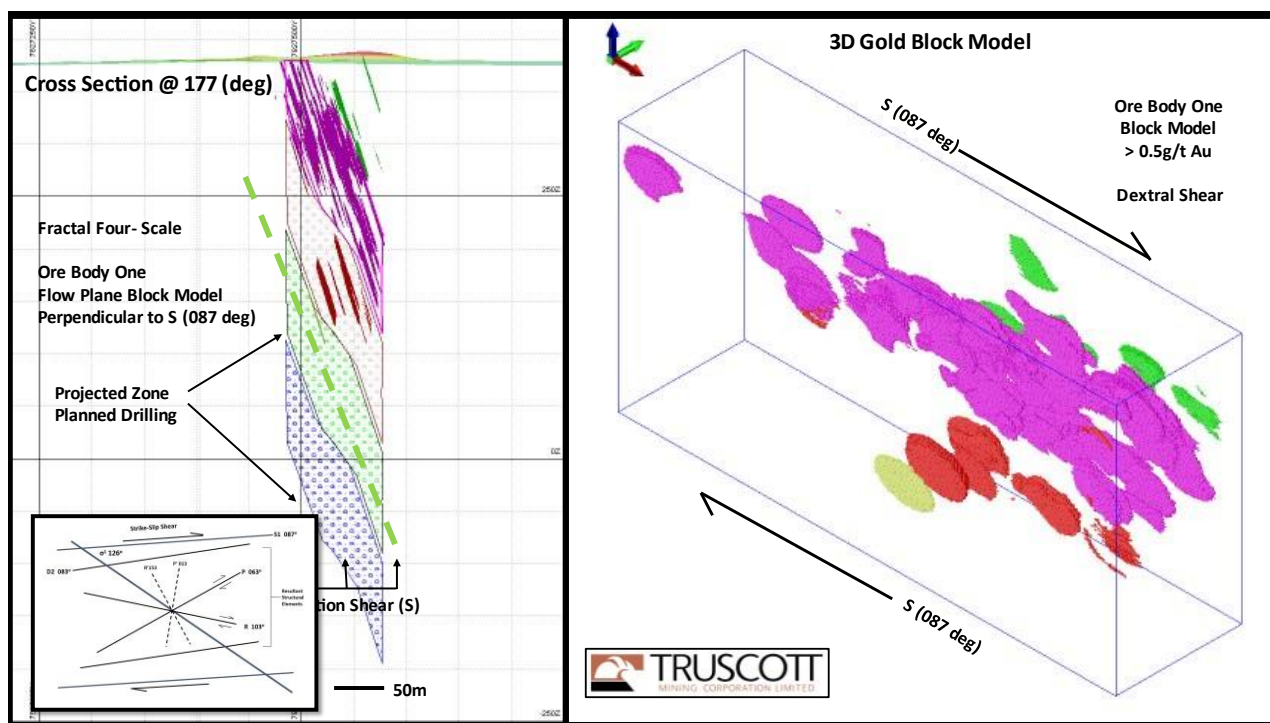 7827250Y
Cross Section @ 177 (deg)
250Z
Fractal Four- Scale
Ore Body One
Flow Plane Block Model
Perpendicular to S (087 deg)
Projected Zone
Planned Drilling
0Z
Strike-Slip Shear
S1 087°
126°
D2 083°
P 063°
Resultant
Structural
Elements
R 103°
tion Shear (S)
50m
-250Z
3D Gold Block Model
S (087 deg)
Ore Body One
Block Model
> 0.5g/t Au
Dextral Shear
S (087 deg)
TRUSCOTT
MINING CORPORATION LIMITED